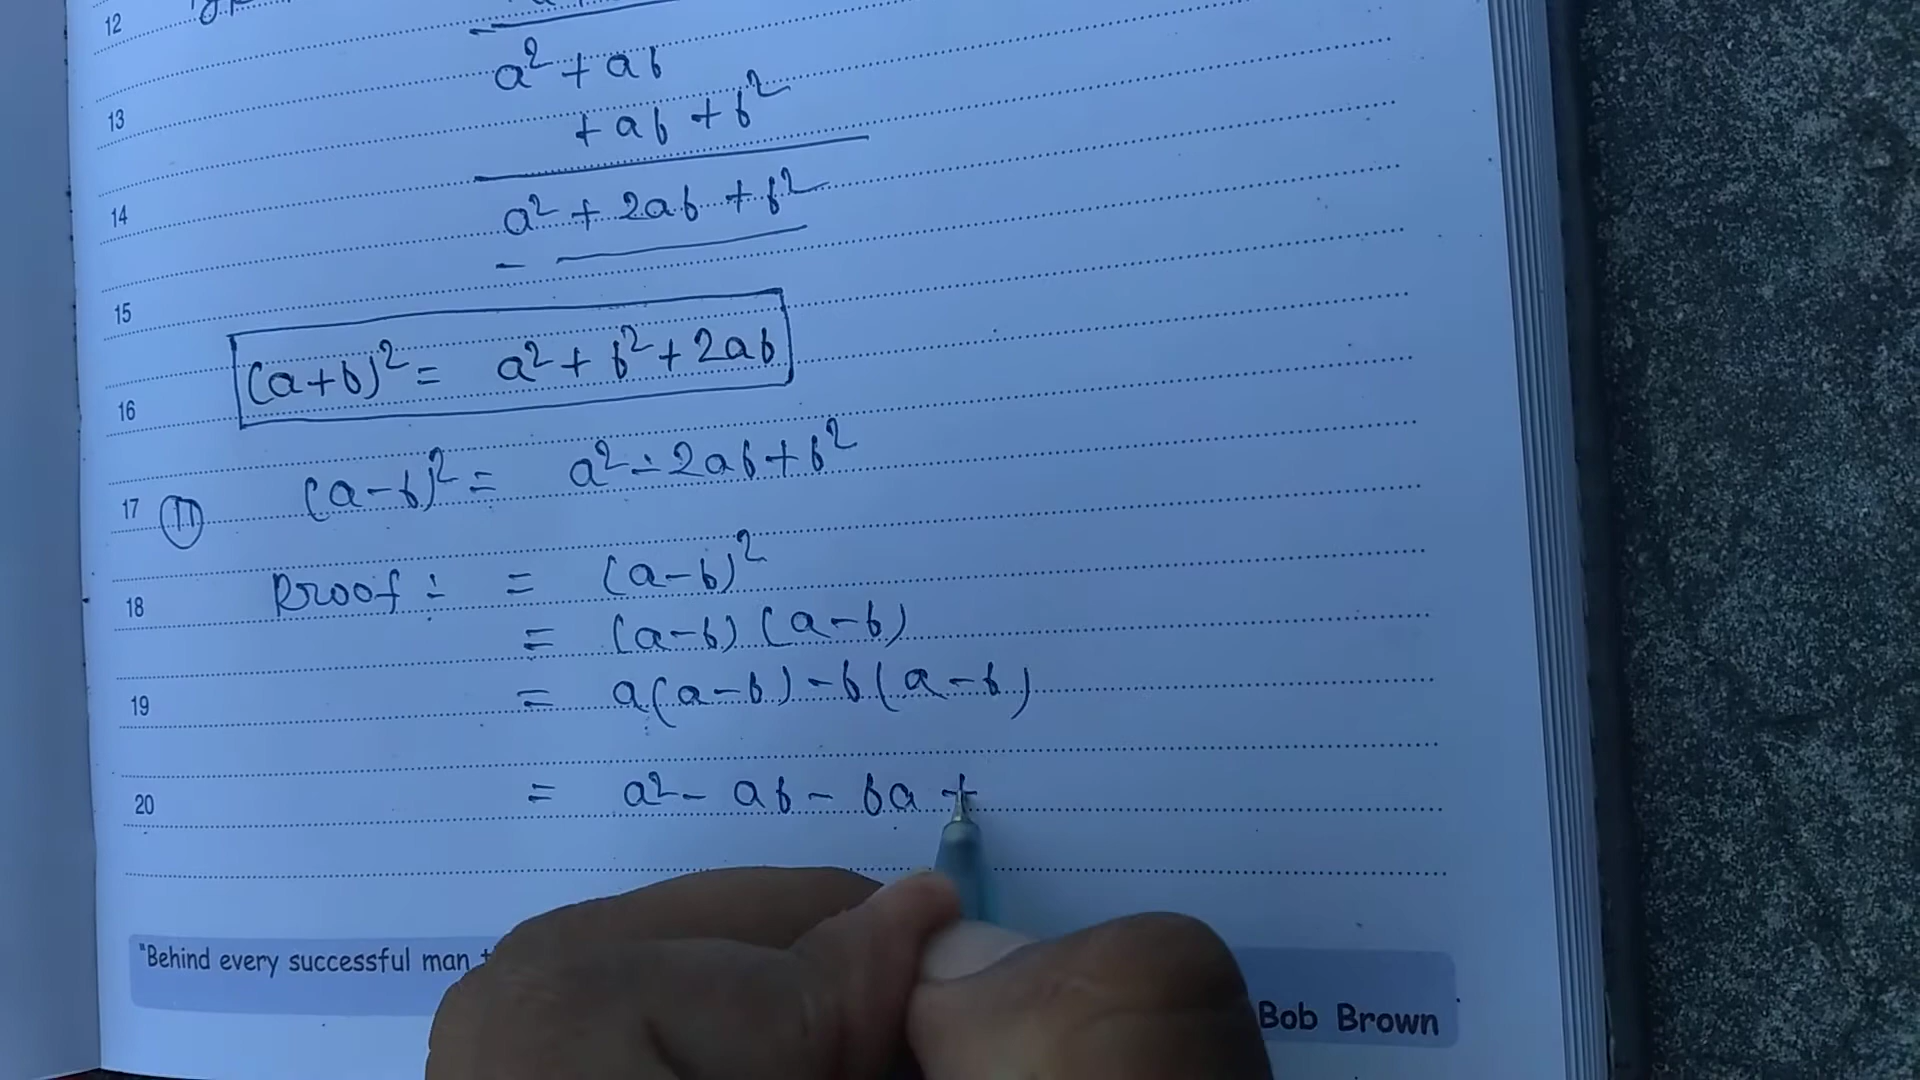 12
a² + ab
13
+ ab + b²
14
a² + 2ab + b²
15
(a+b)² = a² + b² + 2ab
16
17 (II) (a-b)² = a² - 2ab + b²
Proof : = (a-b)²
18
= (a-b) (a-b)
19 = a(a-b) - b(a-b)
20 = a² - ab - ba +
"Behind every successful man
Bob Brown